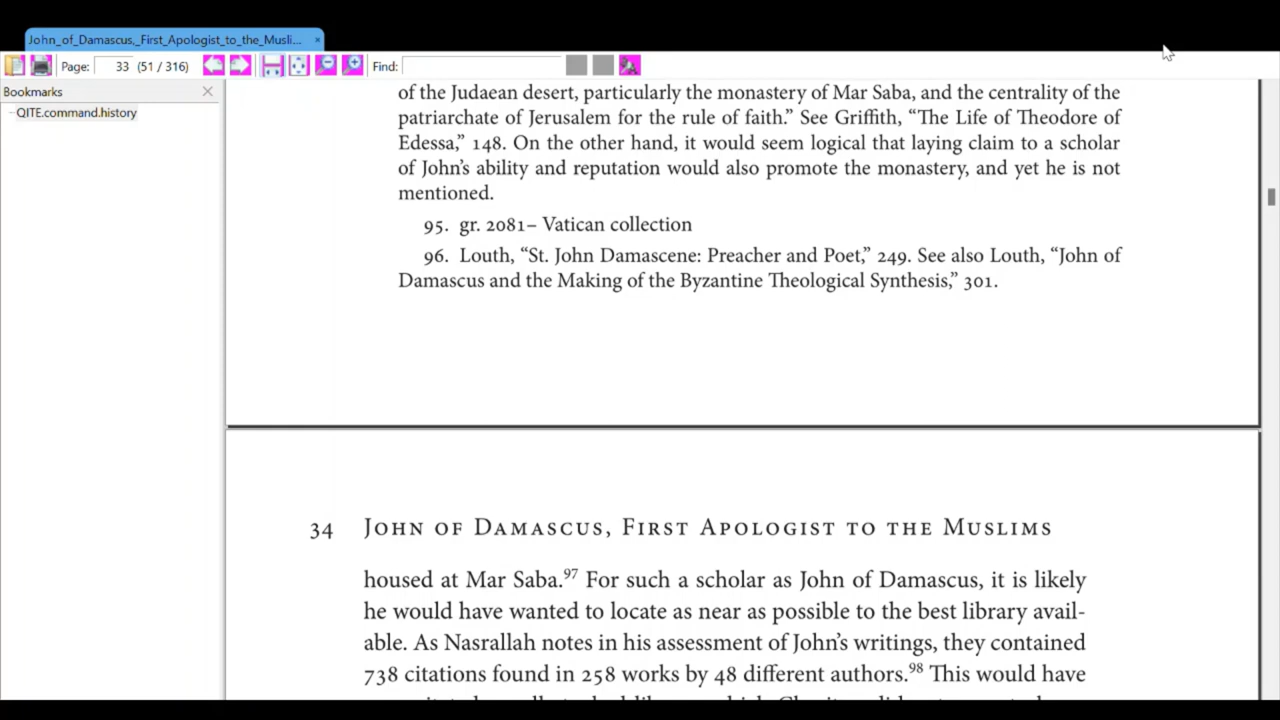 John_of_Damascus,_First_Apologist_to_the_Musli... ×
Page: 33 (51 / 316) Find:
Bookmarks
QITE.command.history
of the Judaean desert, particularly the monastery of Mar Saba, and the centrality of the
patriarchate of Jerusalem for the rule of faith.” See Griffith, “The Life of Theodore of
Edessa,” 148. On the other hand, it would seem logical that laying claim to a scholar
of John’s ability and reputation would also promote the monastery, and yet he is not
mentioned.
95. gr. 2081– Vatican collection
96. Louth, “St. John Damascene: Preacher and Poet,” 249. See also Louth, “John of
Damascus and the Making of the Byzantine Theological Synthesis,” 301.
34 John of Damascus, First Apologist to the Muslims
housed at Mar Saba.97 For such a scholar as John of Damascus, it is likely
he would have wanted to locate as near as possible to the best library avail-
able. As Nasrallah notes in his assessment of John’s writings, they contained
738 citations found in 258 works by 48 different authors.98 This would have